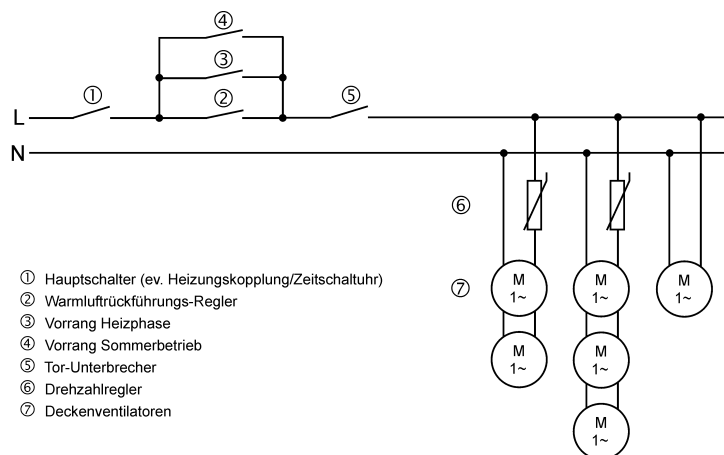 ④
③
①
②
⑤
L
N
⑥
⑦
M
1~
M
1~
M
1~
M
1~
M
1~
M
1~
① Hauptschalter (ev. Heizungskopplung/Zeitschaltuhr)
② Warmluftrückführungs-Regler
③ Vorrang Heizphase
④ Vorrang Sommerbetrieb
⑤ Tor-Unterbrecher
⑥ Drehzahlregler
⑦ Deckenventilatoren